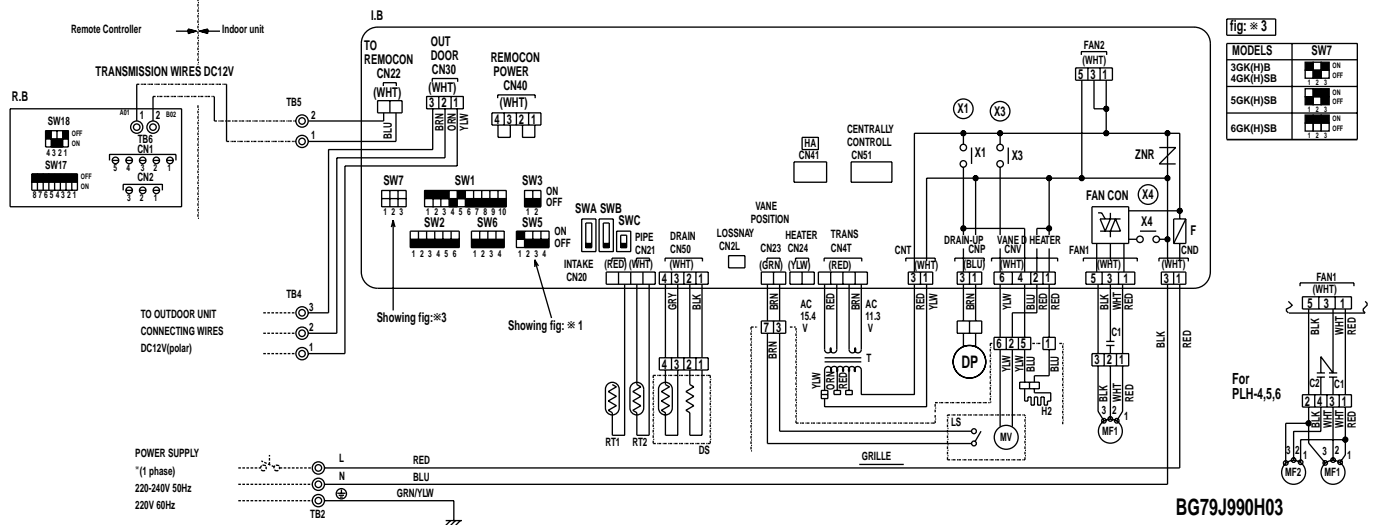 Remote Controller
Indoor unit
TRANSMISSION WIRES DC12V
R.B
SW18
OFF
ON
4 3 2 1
A01
1
2
B02
TB6
CN1
5 4 3 2 1
SW17
OFF
ON
8 7 6 5 4 3 2 1
CN2
3 2 1
TB5
2
1
I.B
TO
REMOCON
CN22
(WHT)
BLU
OUT
DOOR
CN30
(WHT)
3 2 1
BRN
ORN
YLW
REMOCON
POWER
CN40
(WHT)
4 3 2 1
SW7
1 2 3
SW1
1 2 3 4 5 6 7 8 9 10
SW3
ON
OFF
1 2
SW2
1 2 3 4 5 6
SW6
1 2 3 4
SW5
ON
OFF
1 2 3 4
SWA
SWB
SWC
INTAKE
CN20
(RED)
PIPE
CN21
(WHT)
DRAIN
CN50
(WHT)
4 3 2 1
GRY
BLK
LOSSNAY
CN2L
VANE
POSITION
CN23
(GRN)
BRN
HEATER
CN24
(YLW)
HA
CN41
CENTRALLY
CONTROLL
CN51
TRANS
CN4T
(RED)
RED
BRN
AC
15.4
V
AC
11.3
V
T
YLW
ORN
RED
CNT
(WHT)
3 1
RED
YLW
X1
X3
X1
X3
DRAIN-UP
CNP
(BLU)
3 1
BRN
DP
VANE D HEATER
CNV
(WHT)
6 4 2 1
YLW
BLU
RED
RED
6 2 5
1
YLW
YLW
BLU
BLU
H2
LS
MV
GRILLE
FAN2
(WHT)
5 3 1
ZNR
FAN CON
X4
X4
F
CND
(WHT)
3 1
FAN1
(WHT)
5 3 1
BLK
WHT
RED
C1
3 2 1
BLK
WHT
RED
3 2 1
MF1
BLK
RED
7 3
BRN
4 3 2 1
RT1
RT2
DS
Showing fig:※3
Showing fig: ※ 1
TB4
TO OUTDOOR UNIT
CONNECTING WIRES
DC12V(polar)
3
2
1
POWER SUPPLY
~(1 phase)
220-240V 50Hz
220V 60Hz
L
N
RED
BLU
GRN/YLW
TB2
fig: ※ 3
MODELS
SW7
3GK(H)B
4GK(H)SB
ON
OFF
1 2 3
5GK(H)SB
ON
OFF
1 2 3
6GK(H)SB
ON
OFF
1 2 3
FAN1
(WHT)
5 3 1
BLK
WHT
RED
C2
C1
For
PLH-4,5,6
2 4 3 1
BLK
WHT
WHT
RED
3 2 1
3 2 1
MF2
MF1
BG79J990H03